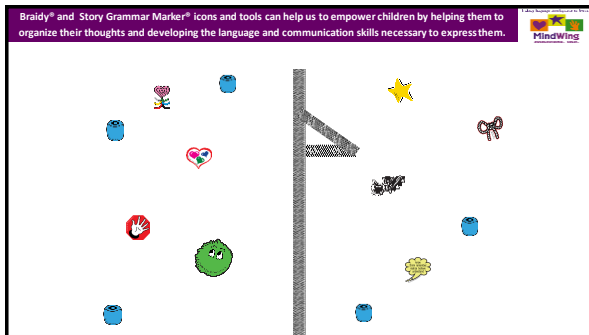 Braidy® and Story Grammar Marker® icons and tools can help us to empower children by helping them to
organize their thoughts and developing the language and communication skills necessary to express them.
MindWing